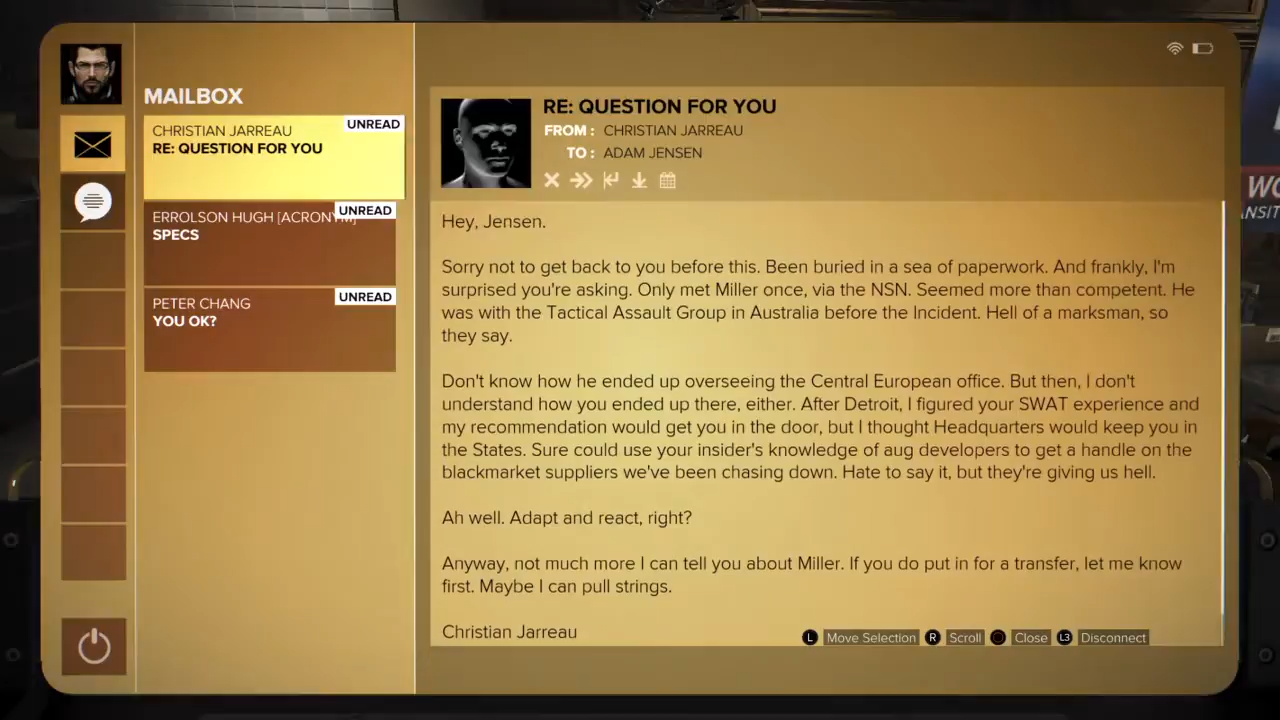 MAILBOX
CHRISTIAN JARREAU
UNREAD
RE: QUESTION FOR YOU
ERROLSON HUGH [ACRONYM]
UNREAD
SPECS
PETER CHANG
UNREAD
YOU OK?
RE: QUESTION FOR YOU
FROM : CHRISTIAN JARREAU
TO : ADAM JENSEN
Hey, Jensen.
Sorry not to get back to you before this. Been buried in a sea of paperwork. And frankly, I'm
surprised you're asking. Only met Miller once, via the NSN. Seemed more than competent. He
was with the Tactical Assault Group in Australia before the Incident. Hell of a marksman, so
they say.
Don't know how he ended up overseeing the Central European office. But then, I don't
understand how you ended up there, either. After Detroit, I figured your SWAT experience and
my recommendation would get you in the door, but I thought Headquarters would keep you in
the States. Sure could use your insider's knowledge of aug developers to get a handle on the
blackmarket suppliers we've been chasing down. Hate to say it, but they're giving us hell.
Ah well. Adapt and react, right?
Anyway, not much more I can tell you about Miller. If you do put in for a transfer, let me know
first. Maybe I can pull strings.
Christian Jarreau
L Move Selection R Scroll Close L3 Disconnect